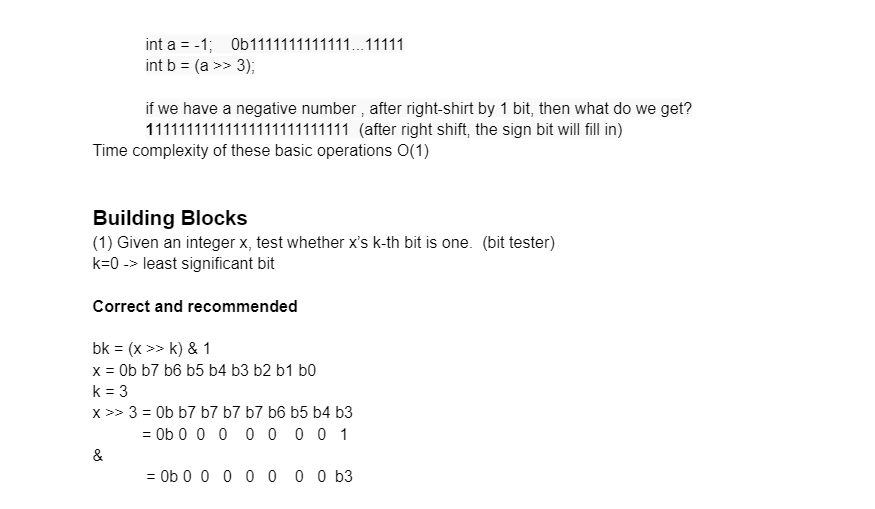 int a = -1;    0b1111111111111...11111
int b = (a >> 3);
if we have a negative number , after right-shirt by 1 bit, then what do we get?
11111111111111111111111111  (after right shift, the sign bit will fill in)
Time complexity of these basic operations O(1)
Building Blocks
(1) Given an integer x, test whether x's k-th bit is one.  (bit tester)
k=0 -> least significant bit
Correct and recommended
bk = (x >> k) & 1
x = 0b b7 b6 b5 b4 b3 b2 b1 b0
k = 3
x >> 3 = 0b b7 b7 b7 b7 b6 b5 b4 b3
= 0b 0 0 0 0 0 0 0 1
&
= 0b 0 0 0 0 0 0 0 b3